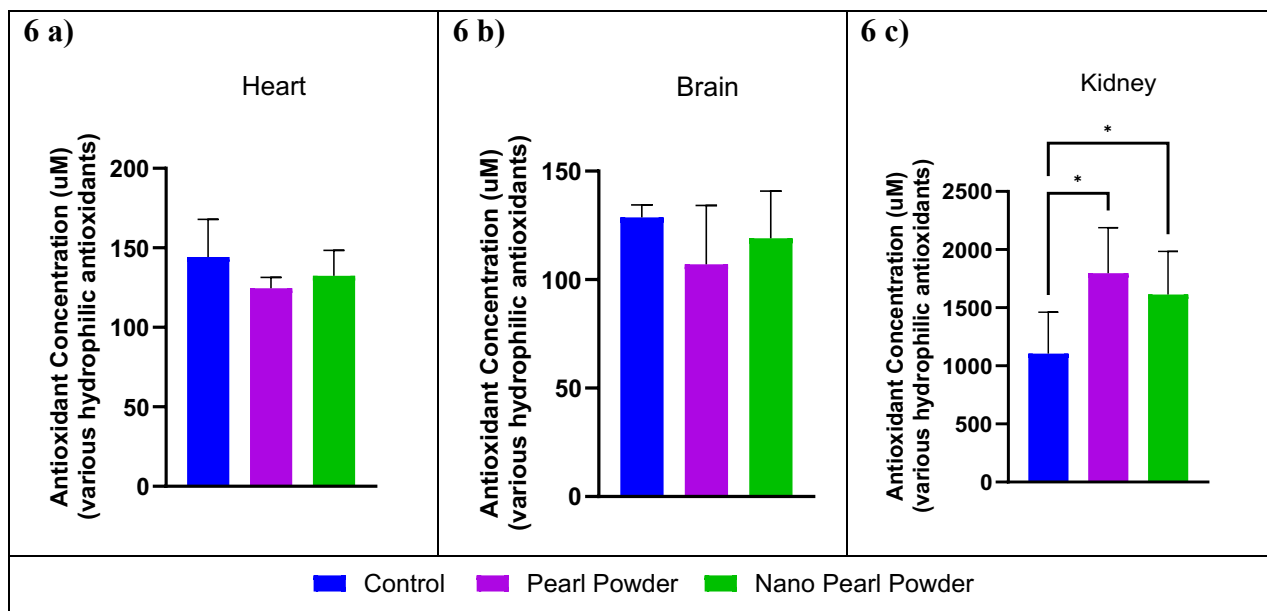 6 a)
Heart
Antioxidant Concentration (uM)
(various hydrophilic antioxidants)
200
150
100
50
0
6 b)
Brain
Antioxidant Concentration (uM)
(various hydrophilic antioxidants)
150
100
50
0
6 c)
Kidney
Antioxidant Concentration (uM)
(various hydrophilic antioxidants)
*
*
2500
2000
1500
1000
500
0
Control Pearl Powder Nano Pearl Powder